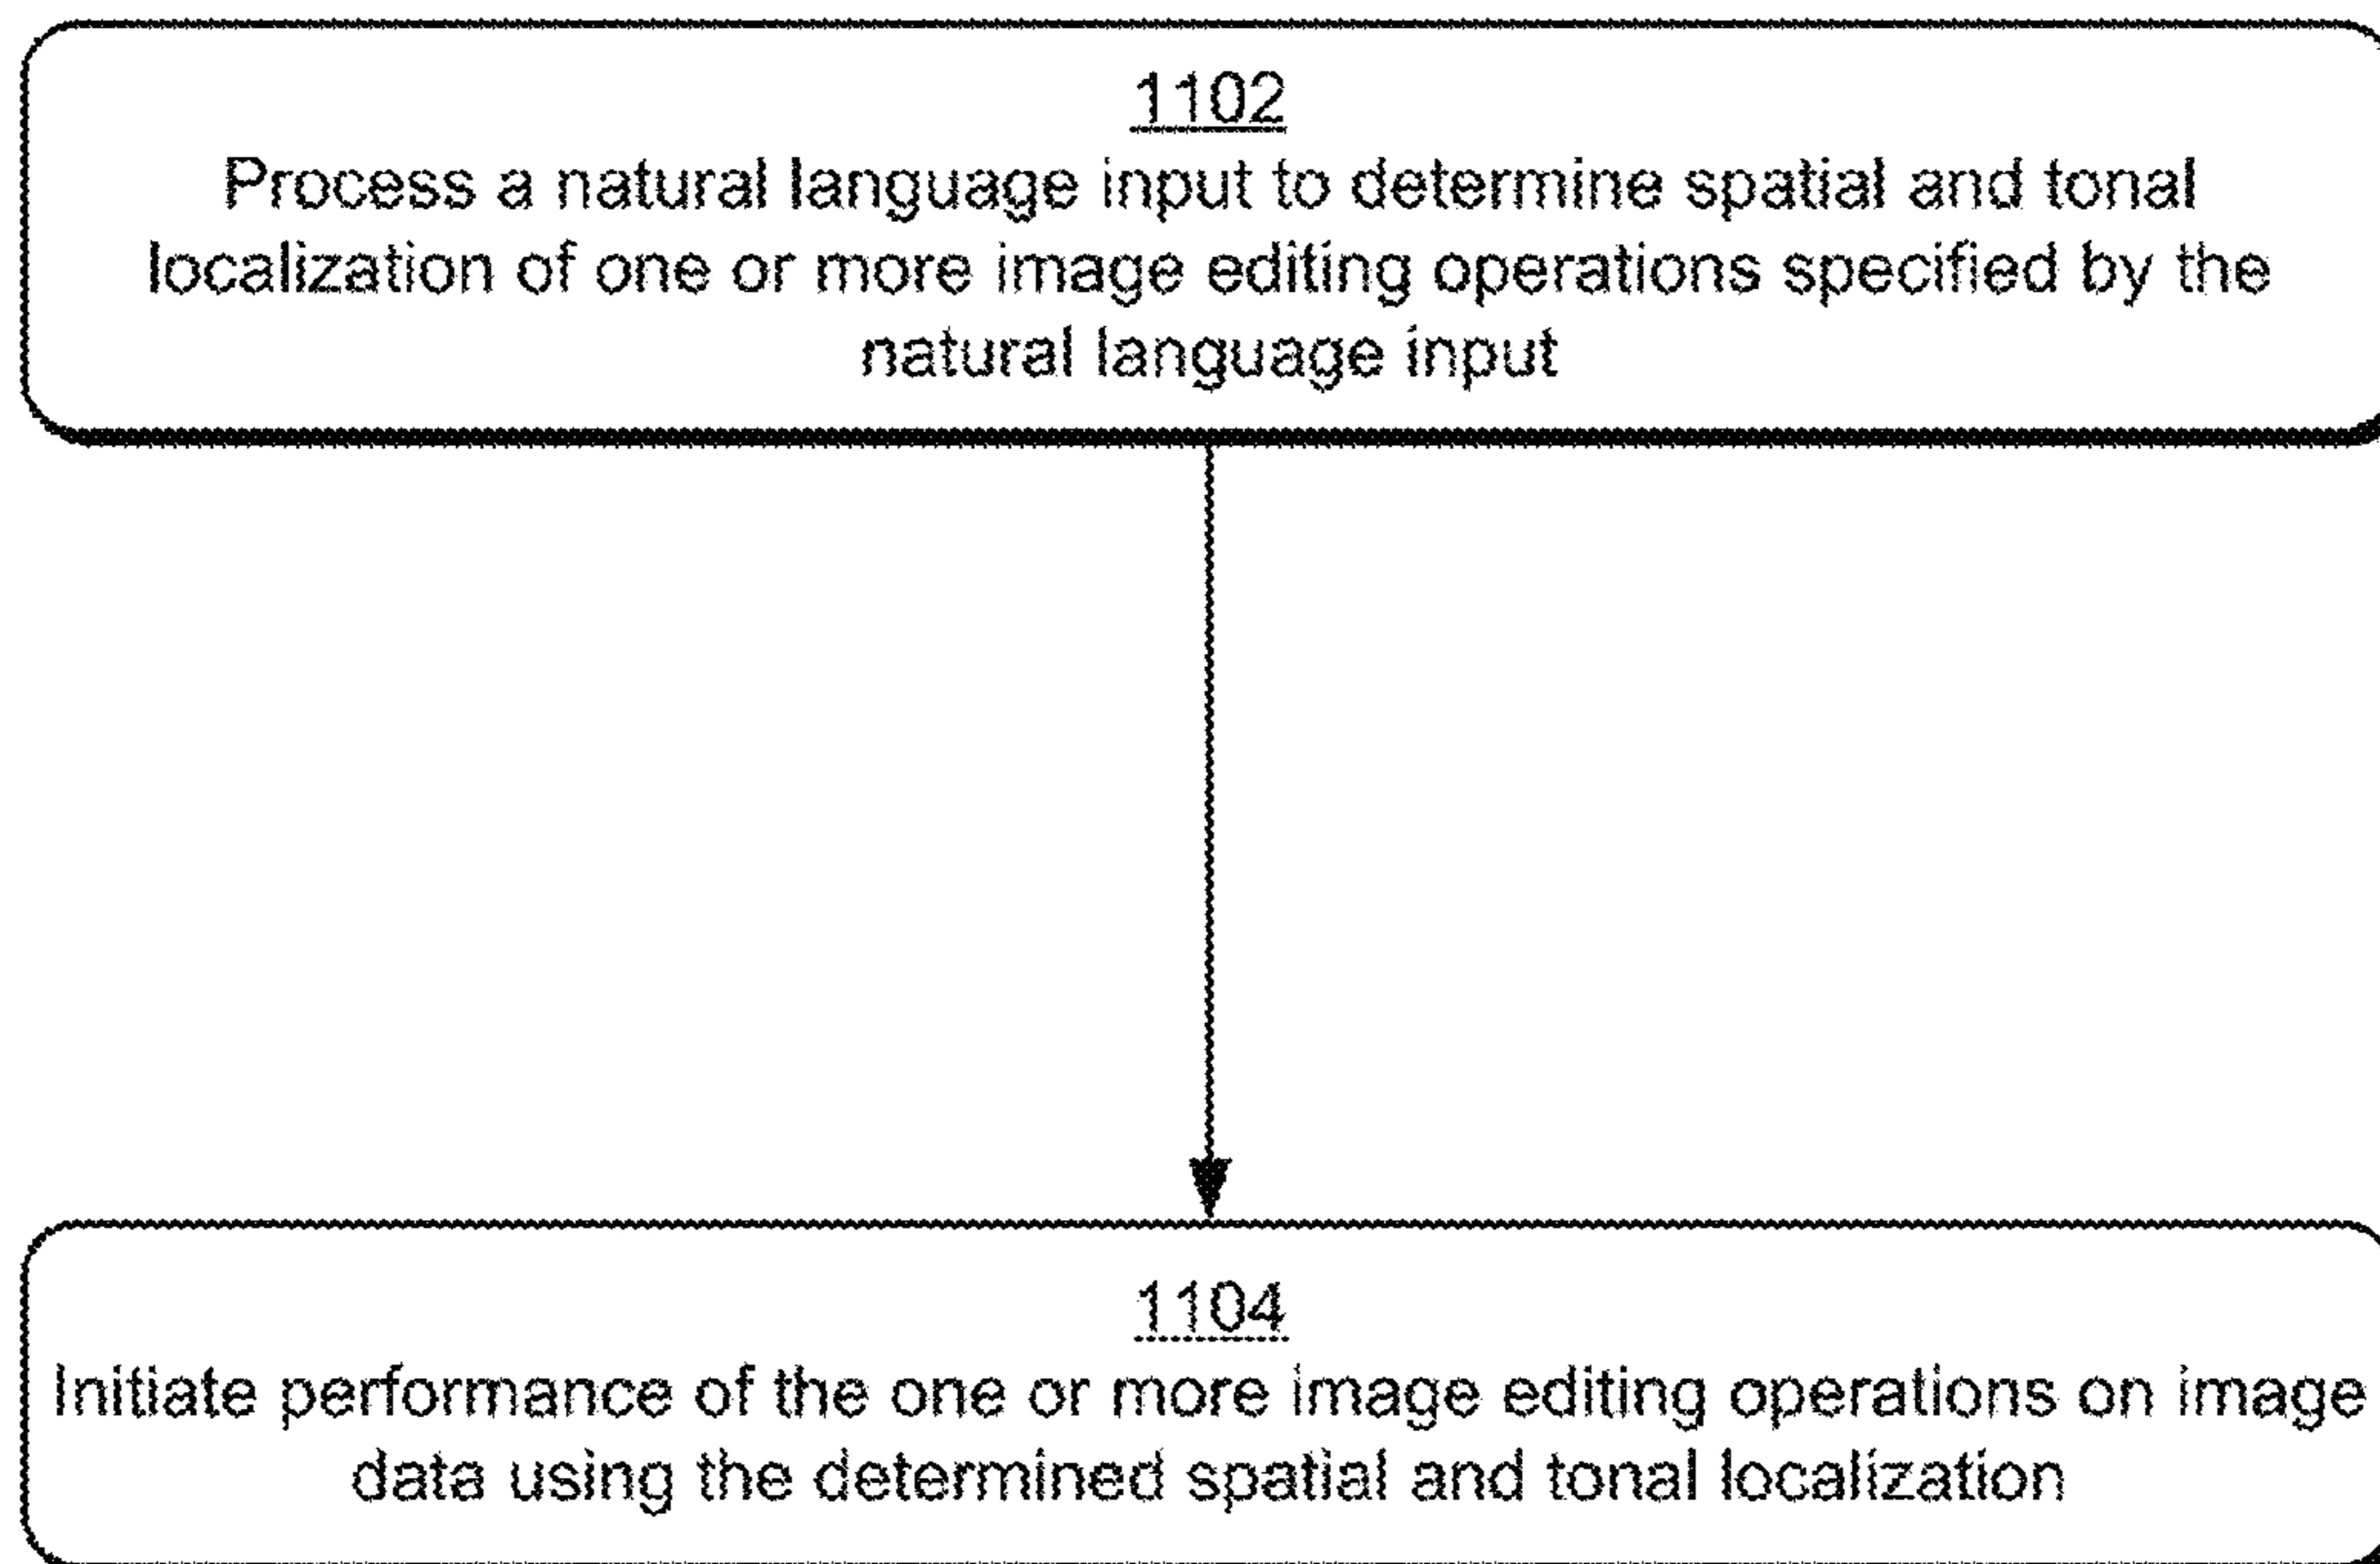 1102
Process a natural language input to determine spatial and tonal
localization of one or more image editing operations specified by the
natural language input
1104
Initiate performance of the one or more image editing operations on image
data using the determined spatial and tonal localization